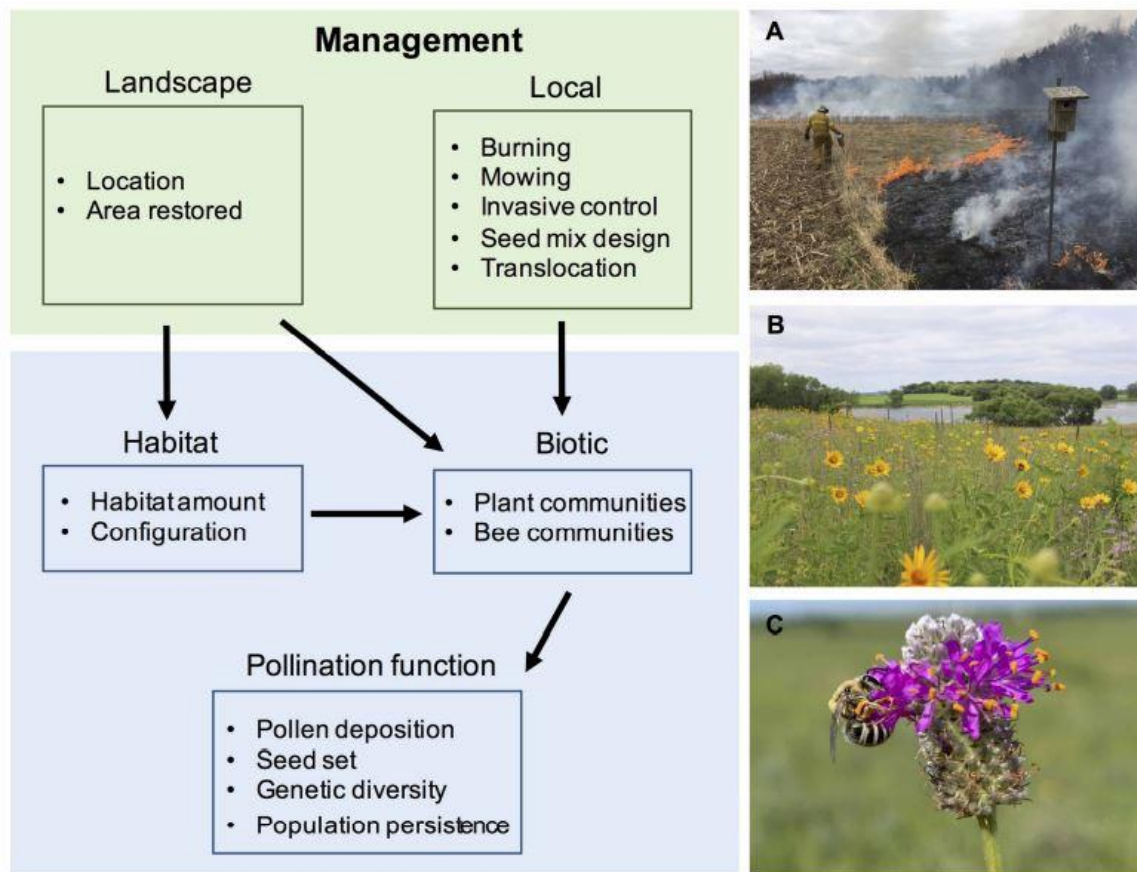 Management
Landscape
• Location
• Area restored
Local
• Burning
• Mowing
• Invasive control
• Seed mix design
• Translocation
Habitat
• Habitat amount
• Configuration
Biotic
• Plant communities
• Bee communities
Pollination function
• Pollen deposition
• Seed set
• Genetic diversity
• Population persistence
A
B
C